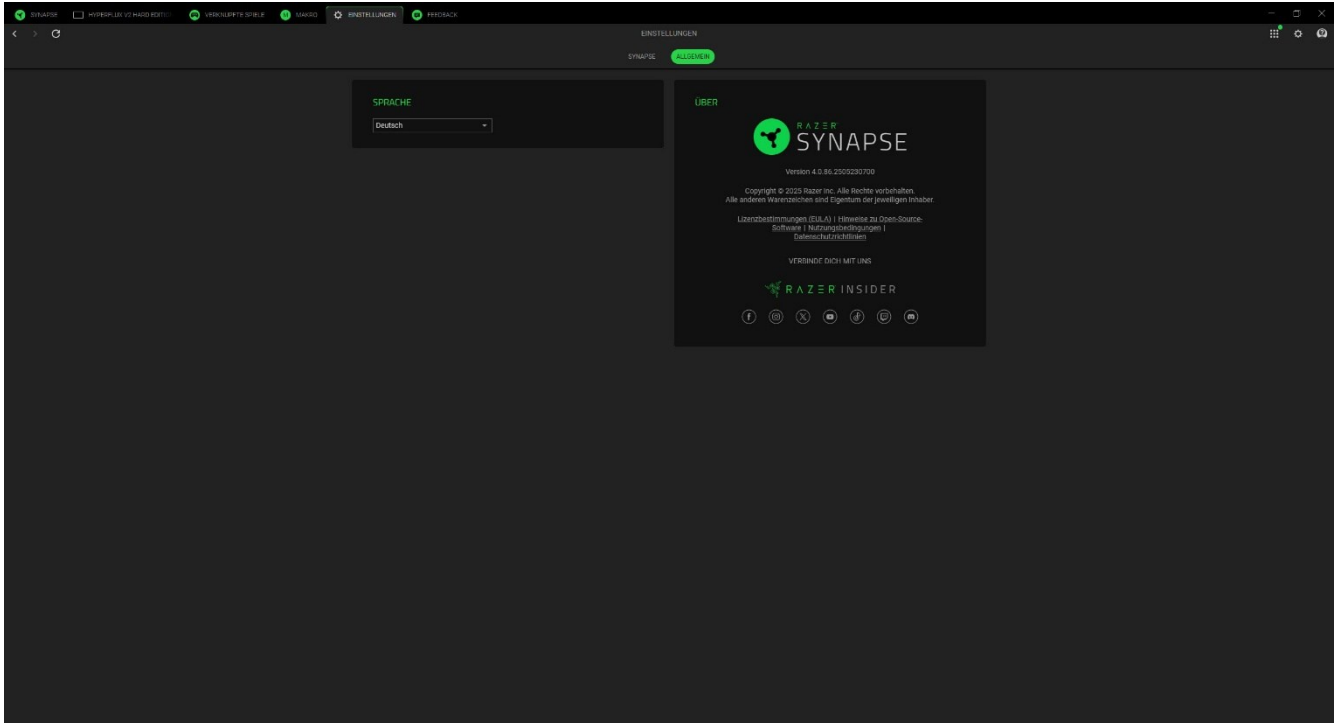 SYNAPSE
HYPERFLUX V2 HARD EDITIO
VERKNÜPFTE SPIELE
MAKRO
EINSTELLUNGEN
FEEDBACK
EINSTELLUNGEN
SYNAPSE
ALLGEMEIN
SPRACHE
Deutsch
ÜBER
RAZER
SYNAPSE
Version 4.0.86.2505230700
Copyright © 2025 Razer Inc. Alle Rechte vorbehalten.
Alle anderen Warenzeichen sind Eigentum der jeweiligen Inhaber.
Lizenzbestimmungen (EULA) | Hinweise zu Open-Source-
Software | Nutzungsbedingungen |
Datenschutzrichtlinien
VERBINDE DICH MIT UNS
RAZER INSIDER